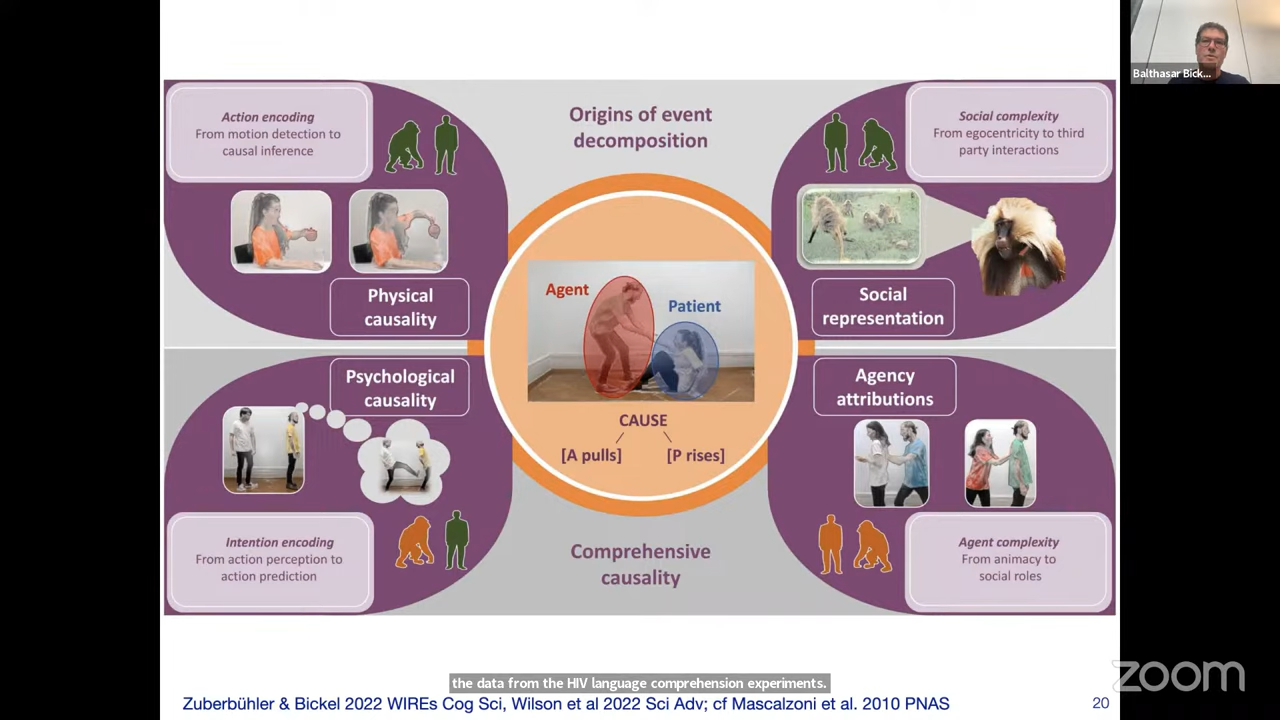 Balthasar Bick...
Action encoding
From motion detection to
causal inference
Physical
causality
Origins of event
decomposition
Social complexity
From egocentricity to third
party interactions
Social
representation
Agent
Patient
CAUSE
[A pulls]
[P rises]
Psychological
causality
Intention encoding
From action perception to
action prediction
Agency
attributions
Agent complexity
From animacy to
social roles
Comprehensive
causality
the data from the HIV language comprehension experiments.
zoom
Zuberbühler & Bickel 2022 WIREs Cog Sci, Wilson et al 2022 Sci Adv; cf Mascalzoni et al. 2010 PNAS
20